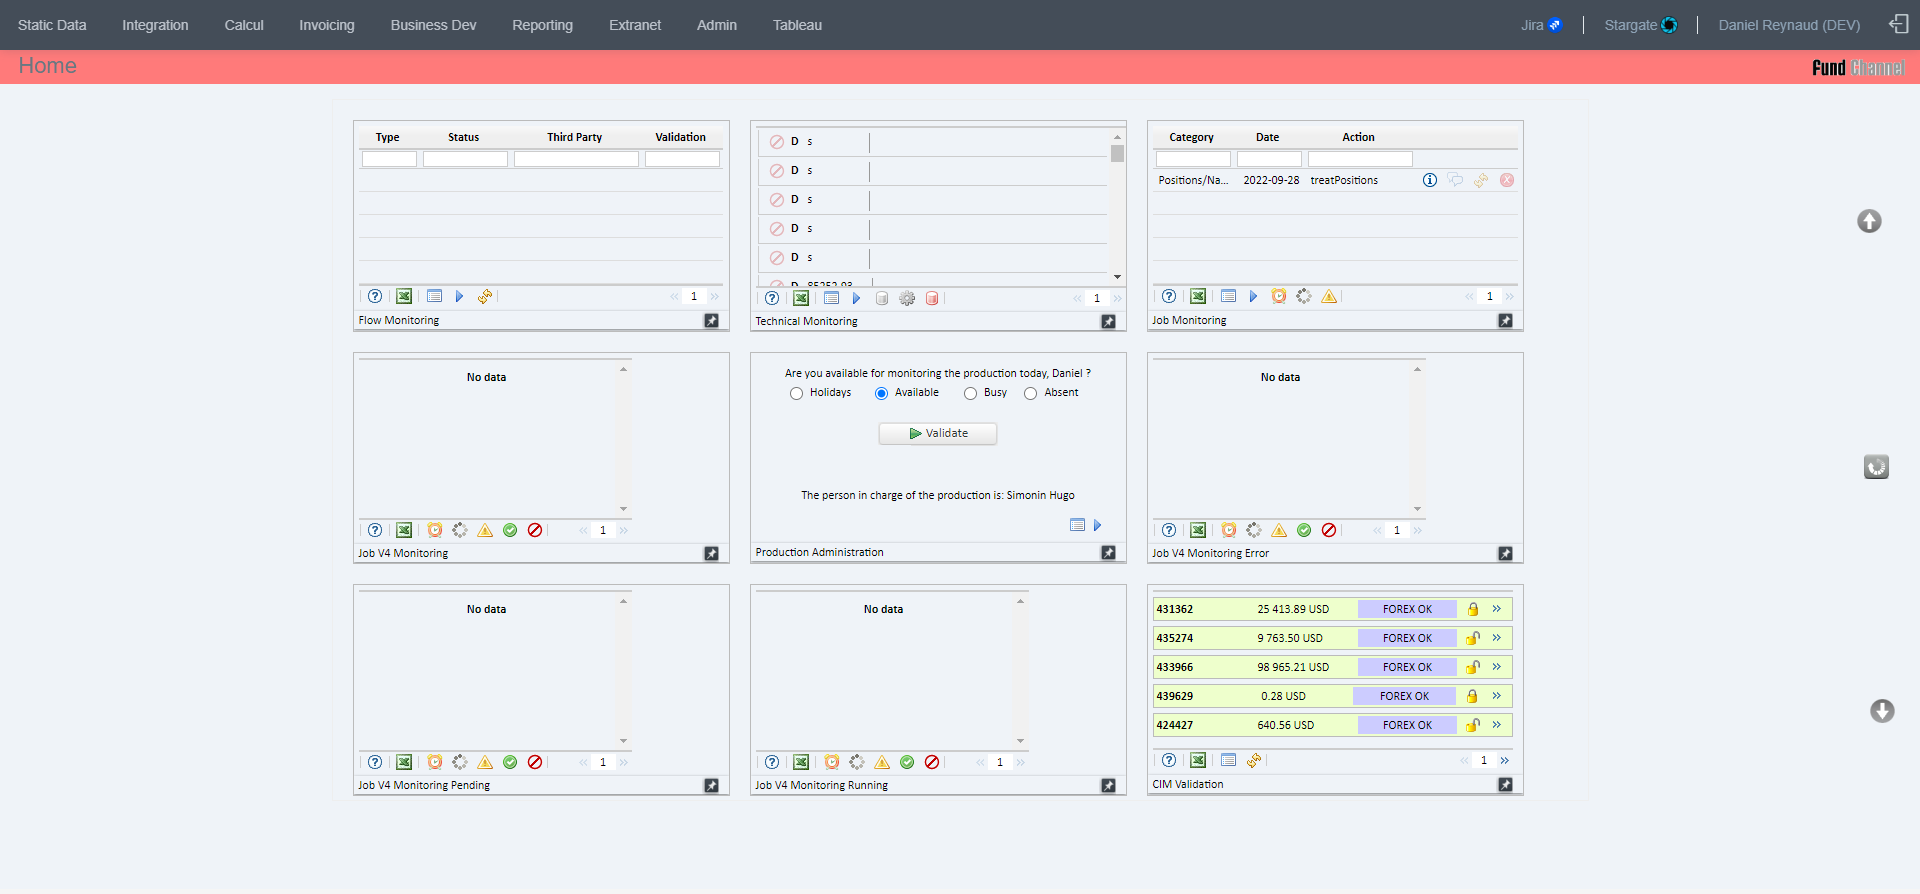 Static Data Integration Calcul Invoicing Business Dev Reporting Extranet Admin Tableau Jira Stargate Daniel Reynaud (DEV)
Home
Fund Channel
Type Status Third Party Validation
1
Flow Monitoring
D s
D s
D s
D s
D s
D 85252.93
1
Technical Monitoring
Category Date Action
Positions/Na... 2022-09-28 treatPositions
1
Job Monitoring
No data
1
Job V4 Monitoring
Are you available for monitoring the production today, Daniel ?
Holidays Available Busy Absent
Validate
The person in charge of the production is: Simonin Hugo
Production Administration
No data
1
Job V4 Monitoring Error
No data
1
Job V4 Monitoring Pending
No data
1
Job V4 Monitoring Running
431362 25 413.89 USD FOREX OK
435274 9 763.50 USD FOREX OK
433966 98 965.21 USD FOREX OK
439629 0.28 USD FOREX OK
424427 640.56 USD FOREX OK
1
CIM Validation